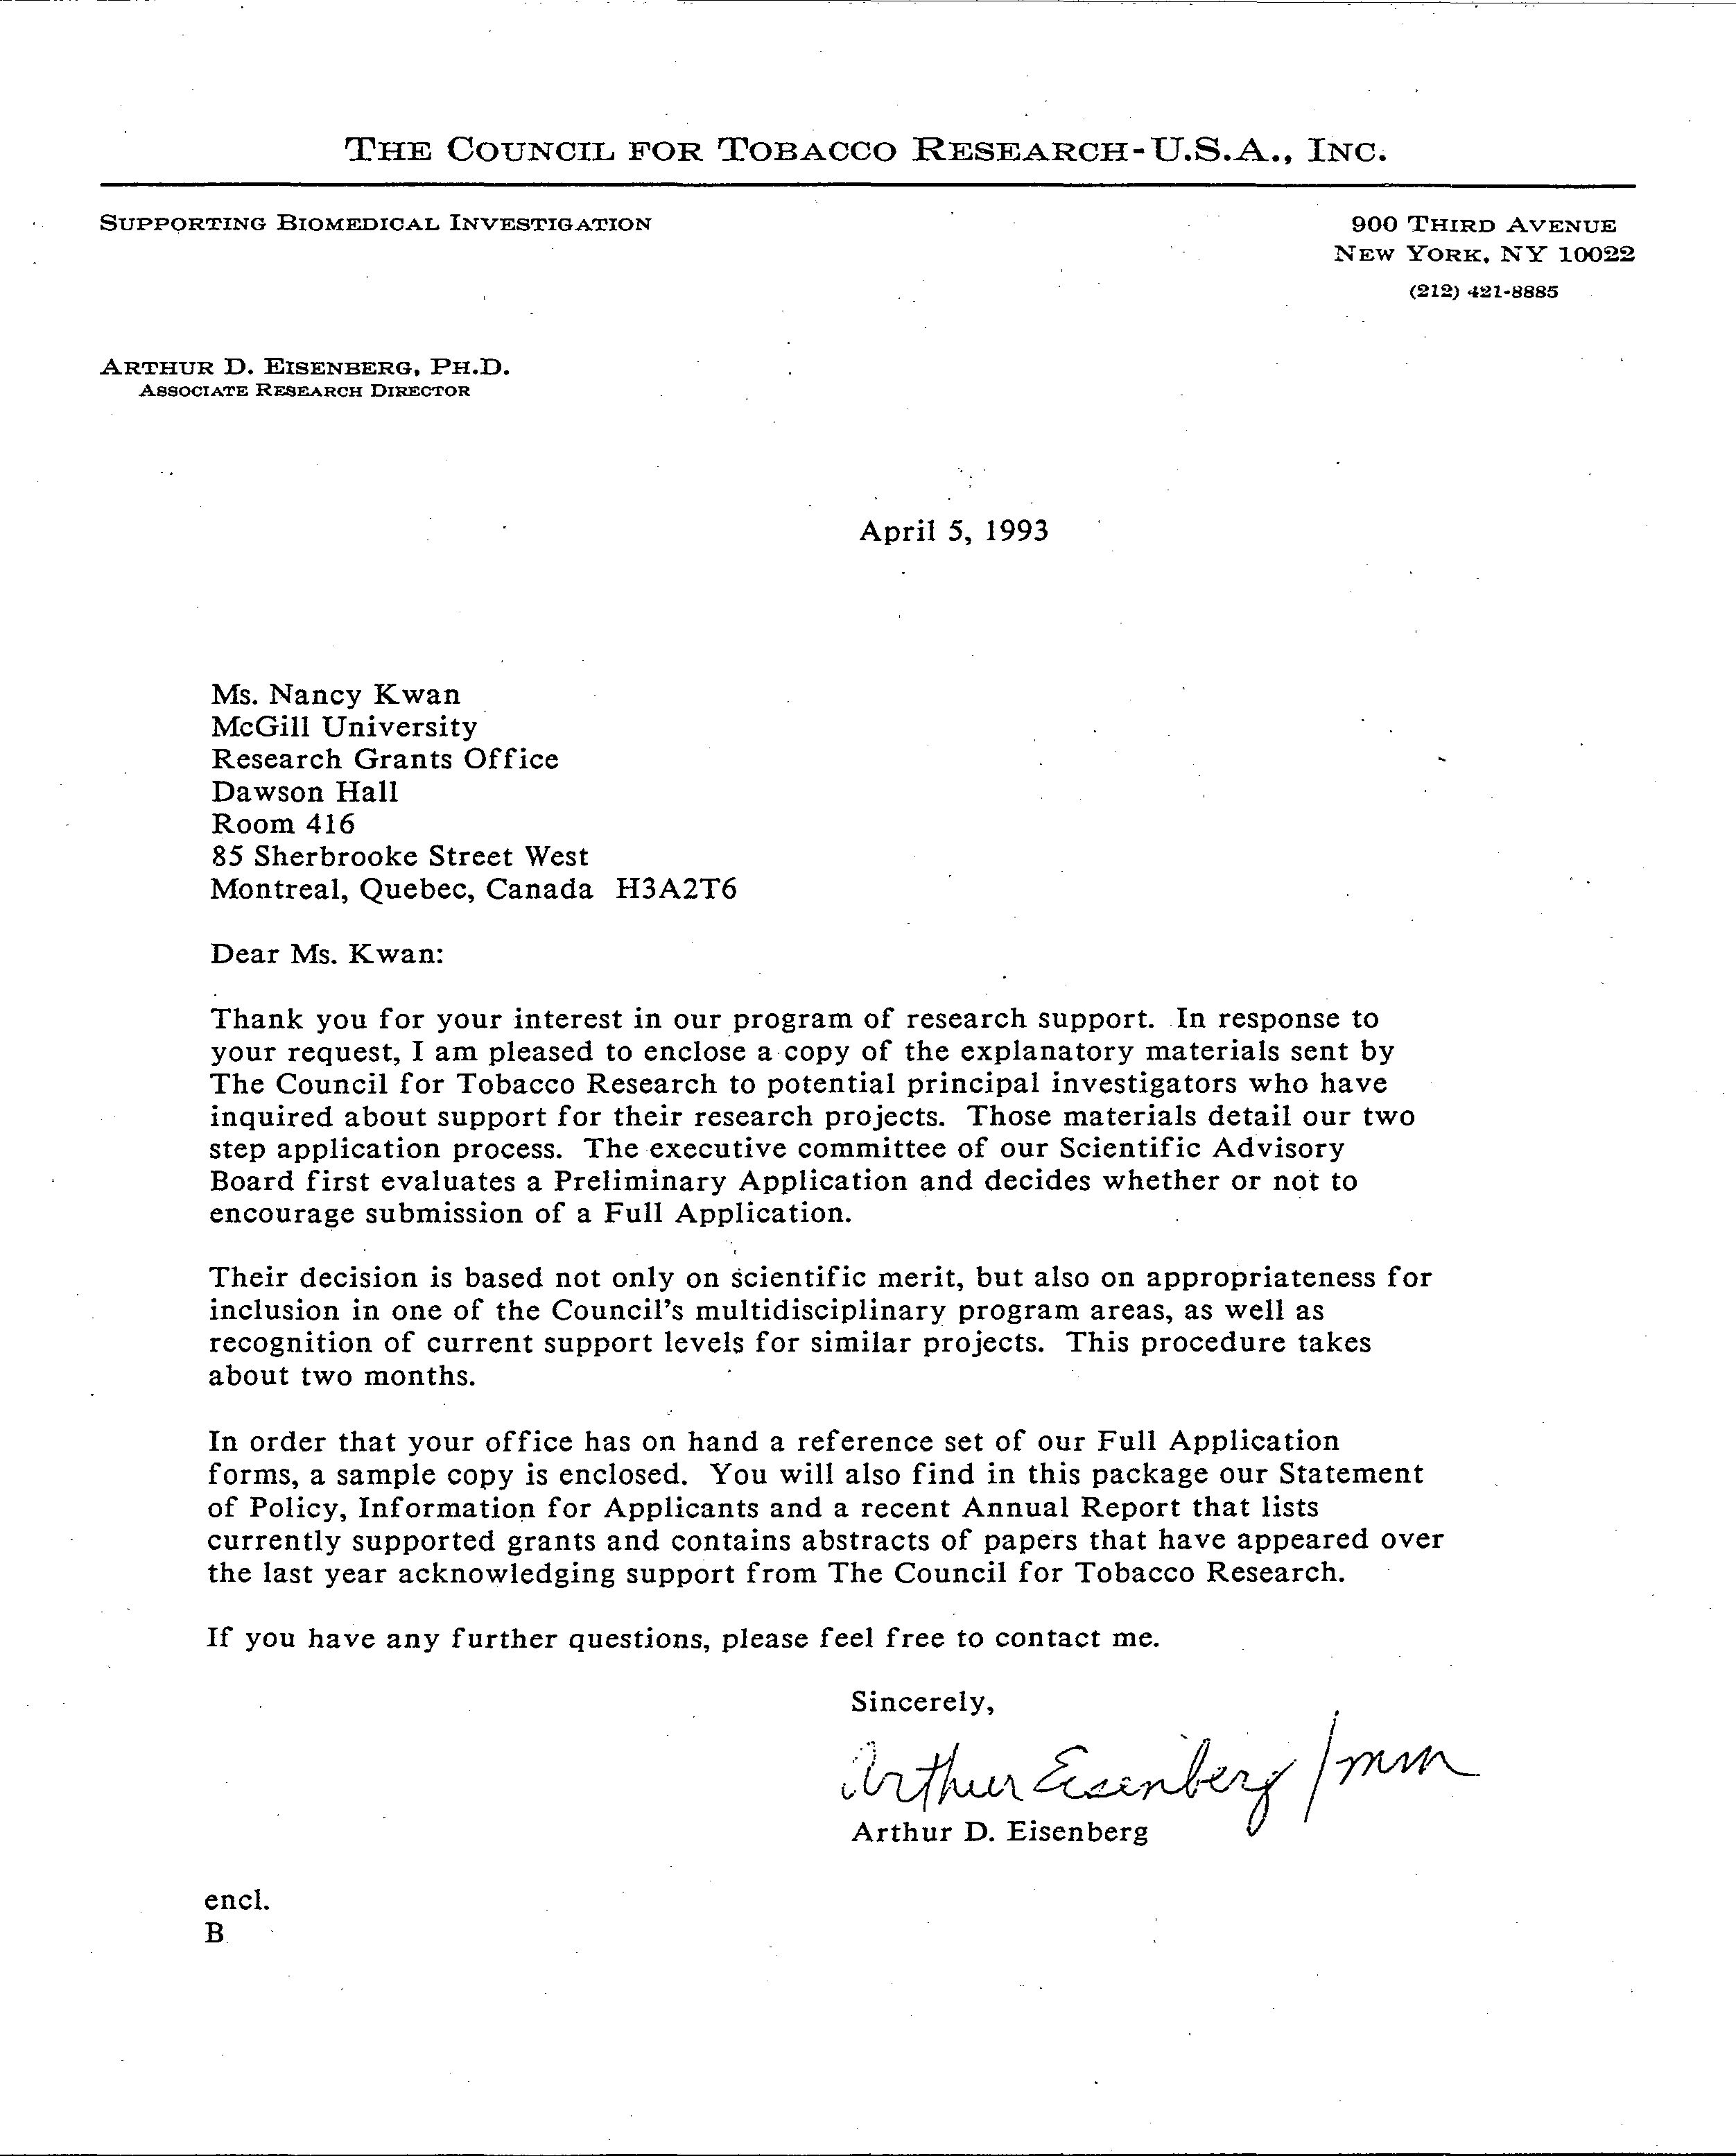 THE COUNCIL FOR TOBACCO RESEARCH-U.S.A., INC.
SUPPORTING BIOMEDICAL INVESTIGATION
900 THIRD AVENUE
NEW YORK, NY 10022
(212) 421-8885
ARTHUR D. EISENBERG, PH.D.
ASSOCIATE RESEARCH DIRECTOR
April 5, 1993
Ms. Nancy Kwan
McGill University
Research Grants Office
Dawson Hall
Room 416
85 Sherbrooke Street West
Montreal, Quebec, Canada H3A2T6
Dear Ms. Kwan:
Thank you for your interest in our program of research support. In response to
your request, I am pleased to enclose a copy of the explanatory materials sent by
The Council for Tobacco Research to potential principal investigators who have
inquired about support for their research projects. Those materials detail our two
step application process. The executive committee of our Scientific Advisory
Board first evaluates a Preliminary Application and decides whether or not to
encourage submission of a Full Application.
Their decision is based not only on scientific merit, but also on appropriateness for
inclusion in one of the Council's multidisciplinary program areas, as well as
recognition of current support levels for similar projects. This procedure takes
about two months.
In order that your office has on hand a reference set of our Full Application
forms, a sample copy is enclosed. You will also find in this package our Statement
of Policy, Information for Applicants and a recent Annual Report that lists
currently supported grants and contains abstracts of papers that have appeared over
the last year acknowledging support from The Council for Tobacco Research.
If you have any further questions, please feel free to contact me.
Sincerely,
Arthur Eisenberg /mm
Arthur D. Eisenberg
encl.
B